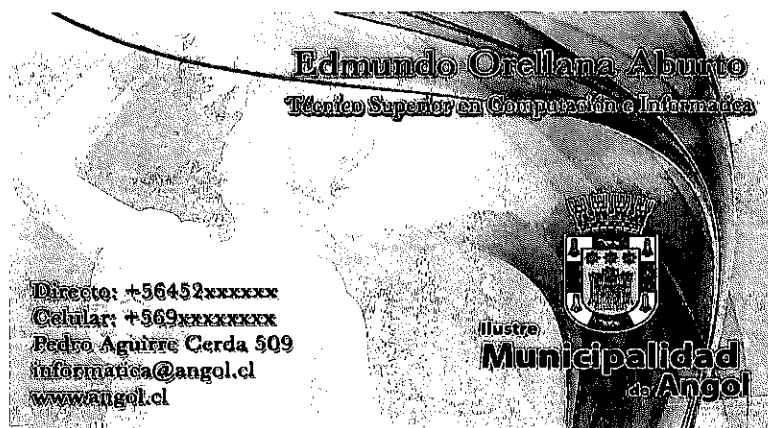 Edmundo Orellana Aburto
Técnico Superior en Computación e Informática
Directo: +56452xxxxxx
Celular: +569xxxxxxxx
Pedro Aguirre Cerda 509
informatica@angol.cl
www.angol.cl
Ilustre
Municipalidad
de Angol